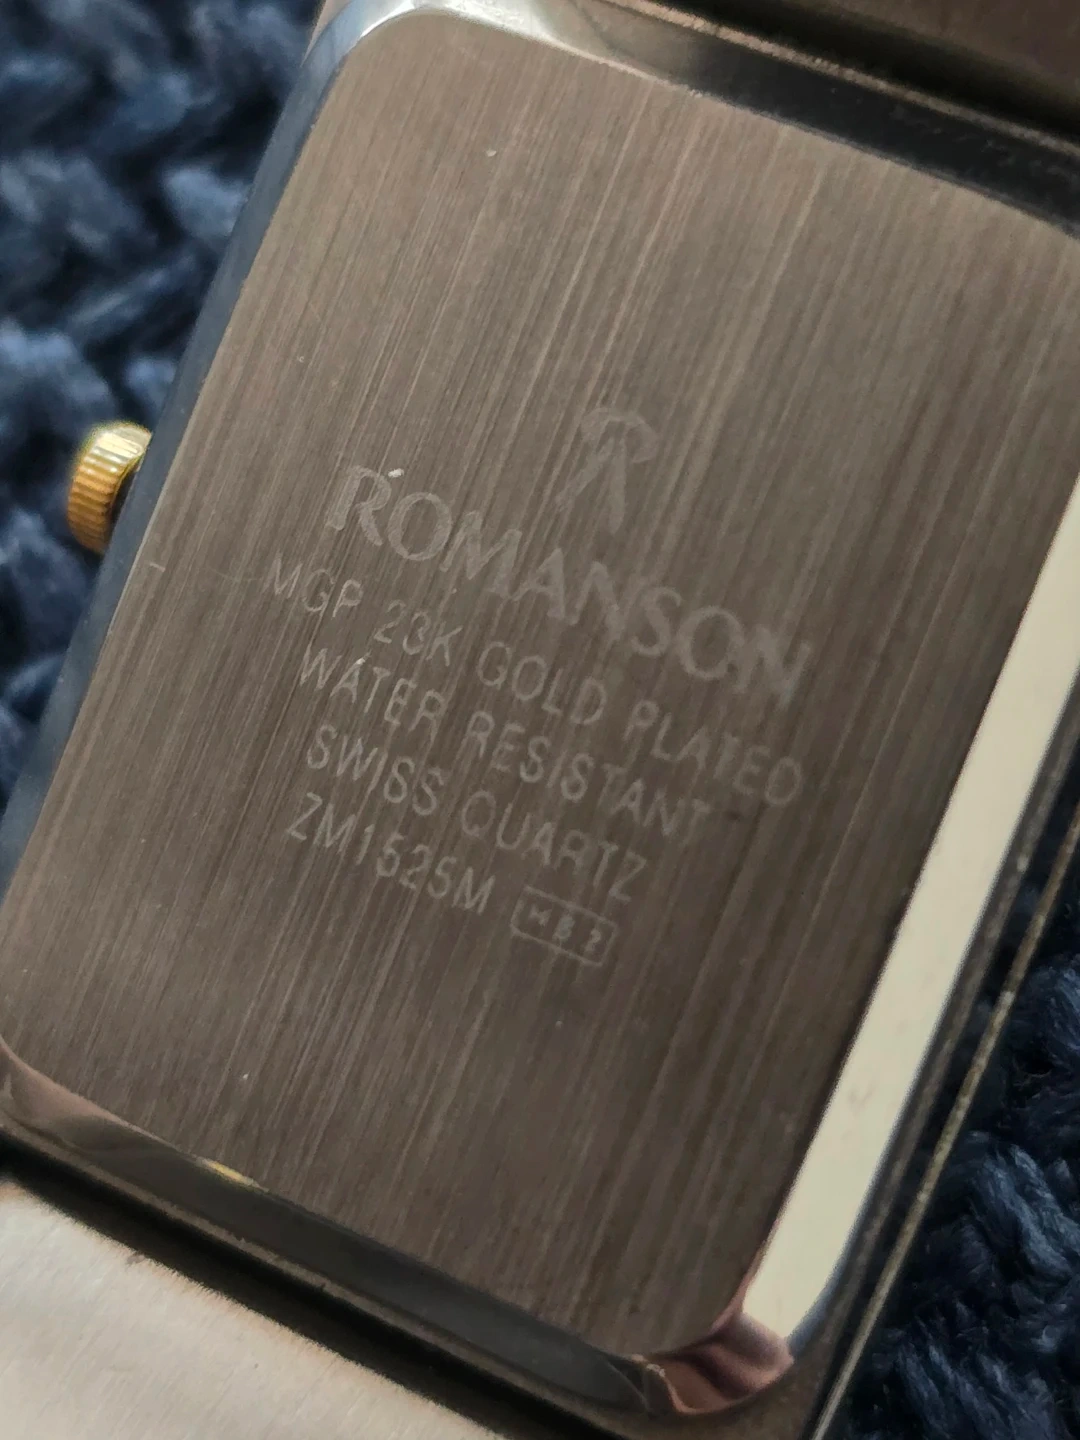 ROMANSON
MGP 23K GOLD PLATED
WATER RESISTANT
SWISS QUARTZ
ZM1525M